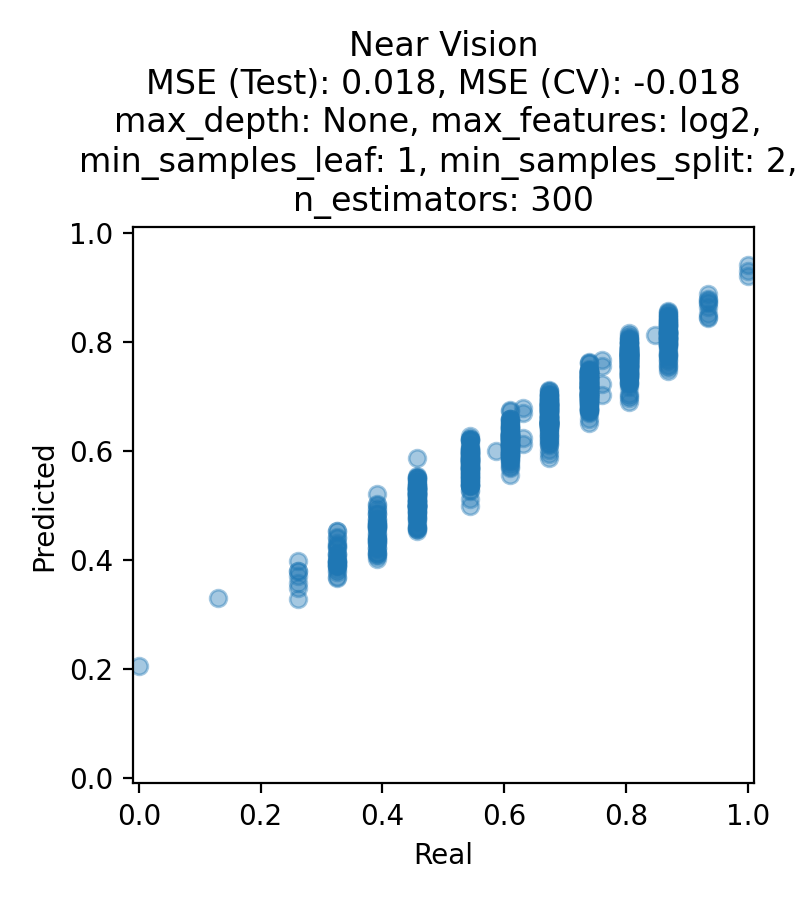 Near Vision
MSE (Test): 0.018, MSE (CV): -0.018
max_depth: None, max_features: log2,
min_samples_leaf: 1, min_samples_split: 2,
n_estimators: 300
1.0
0.8
0.6
0.4
0.2
0.0
Predicted
0.0 0.2 0.4 0.6 0.8 1.0
Real